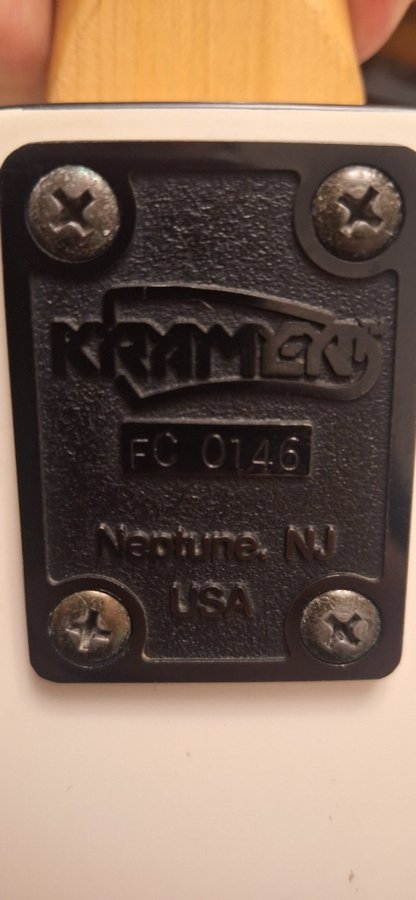 KRAMER
FC 0146
Neptune, NJ
USA